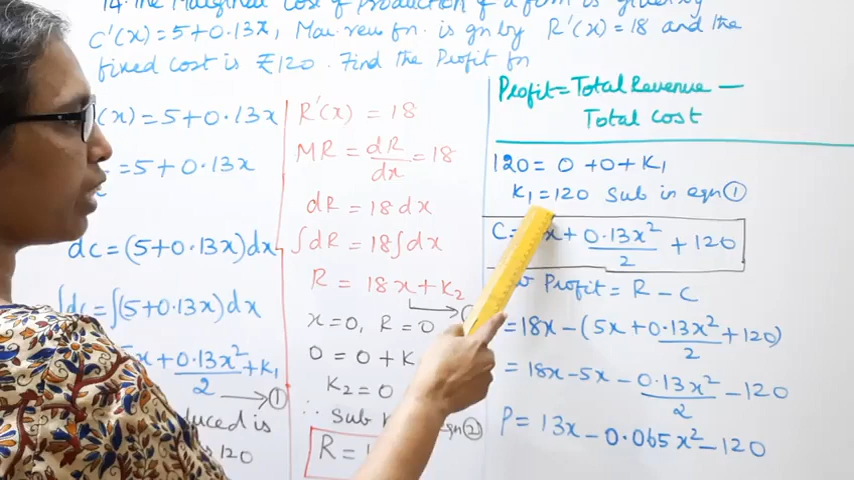 14. The Marginal cost of production of a firm is given by
C'(x) = 5+0.13x, Mar. rev fn. is gn by R'(x) = 18 and the
fixed cost is ₹120. Find the Profit fn
(x) = 5+0.13x
= 5+0.13x
dc = (5+0.13x)dx
∫dc = ∫(5+0.13x)dx
x + 0.13x²/2 + K₁
→ ①
duced is
120
R'(x) = 18
MR = dR/dx = 18
dR = 18 dx
∫dR = 18∫dx
R = 18x + K₂
x=0, R=0
0 = 0 + K
K₂ = 0
∴ Sub
eqn ②
R =
Profit = Total Revenue —
Total cost
120 = 0 + 0 + K₁
K₁ = 120 Sub in eqn ①
C = x + 0.13x²/2 + 120
Profit = R - C
= 18x - (5x + 0.13x²/2 + 120)
= 18x - 5x - 0.13x²/2 - 120
P = 13x - 0.065x² - 120